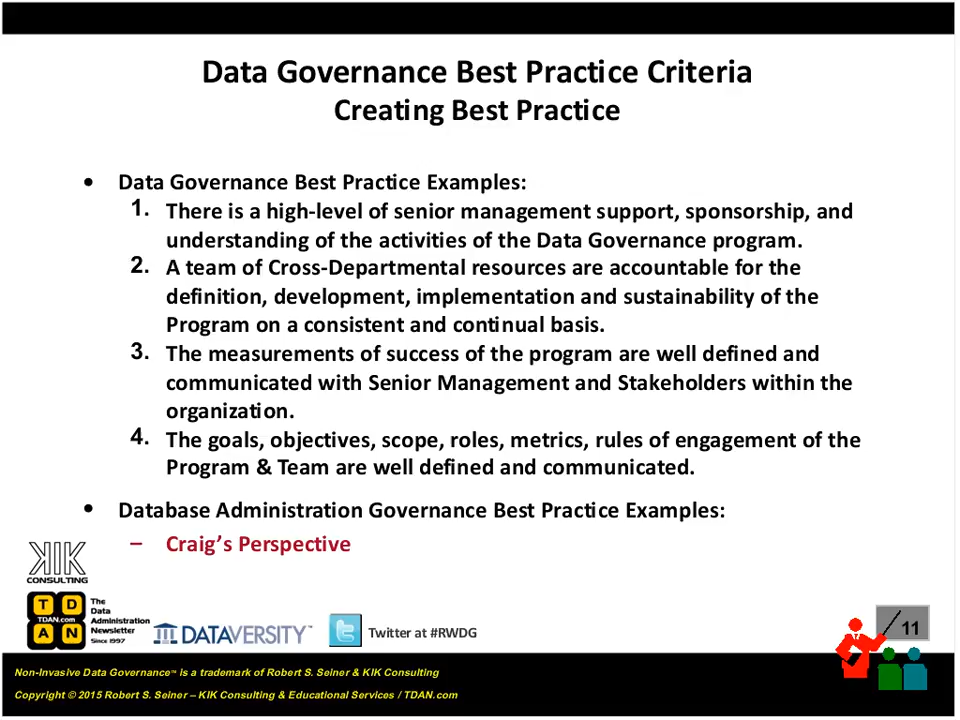 Data Governance Best Practice Criteria
Creating Best Practice
• Data Governance Best Practice Examples:
1. There is a high-level of senior management support, sponsorship, and
understanding of the activities of the Data Governance program.
2. A team of Cross-Departmental resources are accountable for the
definition, development, implementation and sustainability of the
Program on a consistent and continual basis.
3. The measurements of success of the program are well defined and
communicated with Senior Management and Stakeholders within the
organization.
4. The goals, objectives, scope, roles, metrics, rules of engagement of the
Program & Team are well defined and communicated.
• Database Administration Governance Best Practice Examples:
– Craig’s Perspective
KIK
CONSULTING
T D
TDAN.com
A N
The
Data
Administration
Newsletter
Since 1997
DATAVERSITY™
Twitter at #RWDG
11
Non-Invasive Data Governance™ is a trademark of Robert S. Seiner & KIK Consulting
Copyright © 2015 Robert S. Seiner – KIK Consulting & Educational Services / TDAN.com